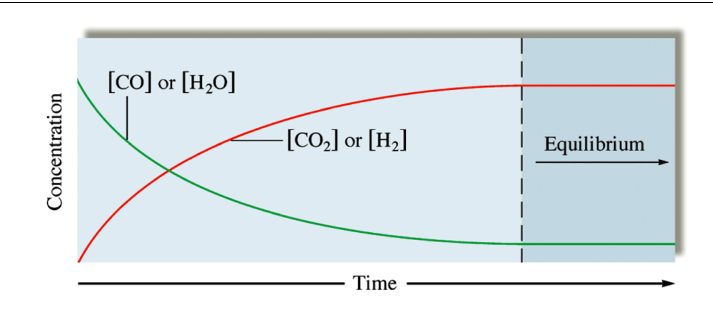 [CO] or [H₂O]
[CO₂] or [H₂]
Equilibrium
Concentration
Time